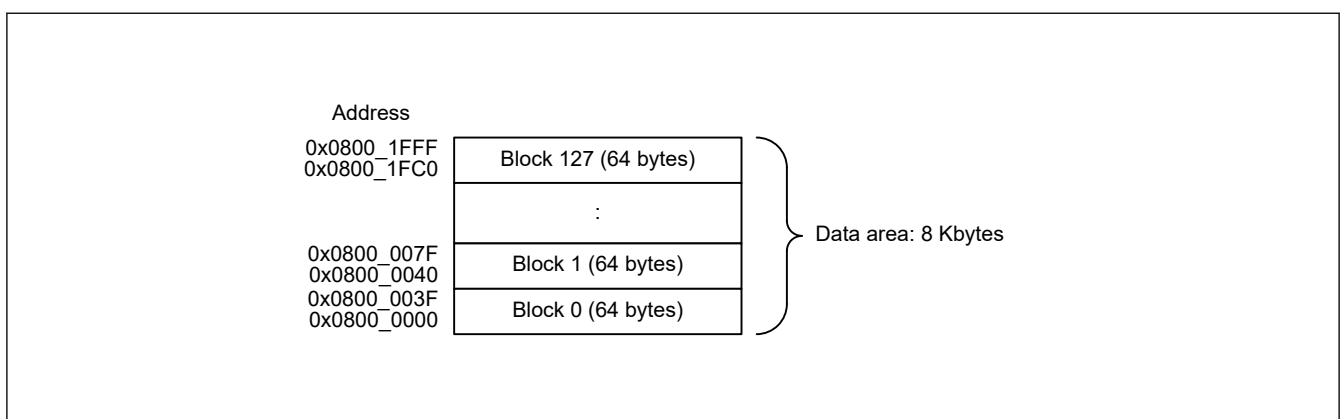 Address
0x0800_1FFF
0x0800_1FC0
Block 127 (64 bytes)
:
Data area: 8 Kbytes
0x0800_007F
0x0800_0040
Block 1 (64 bytes)
0x0800_003F
0x0800_0000
Block 0 (64 bytes)